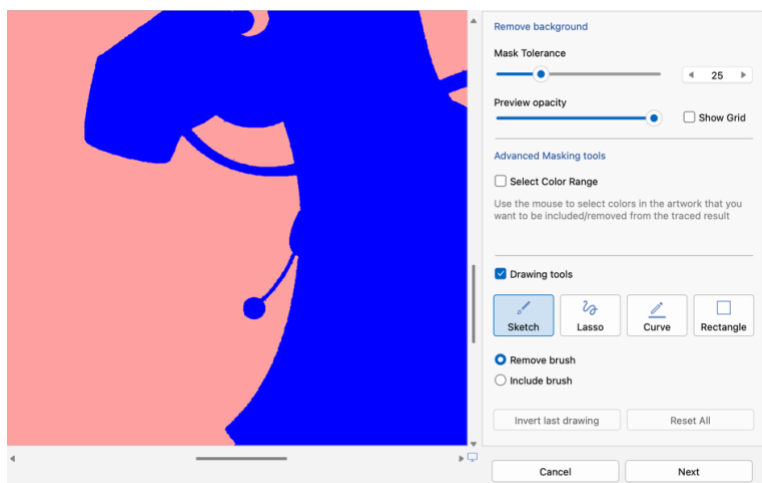 Remove background
Mask Tolerance
25
Preview opacity
Show Grid
Advanced Masking tools
Select Color Range
Use the mouse to select colors in the artwork that you
want to be included/removed from the traced result
Drawing tools
Sketch Lasso Curve Rectangle
Remove brush
Include brush
Invert last drawing Reset All
Cancel Next